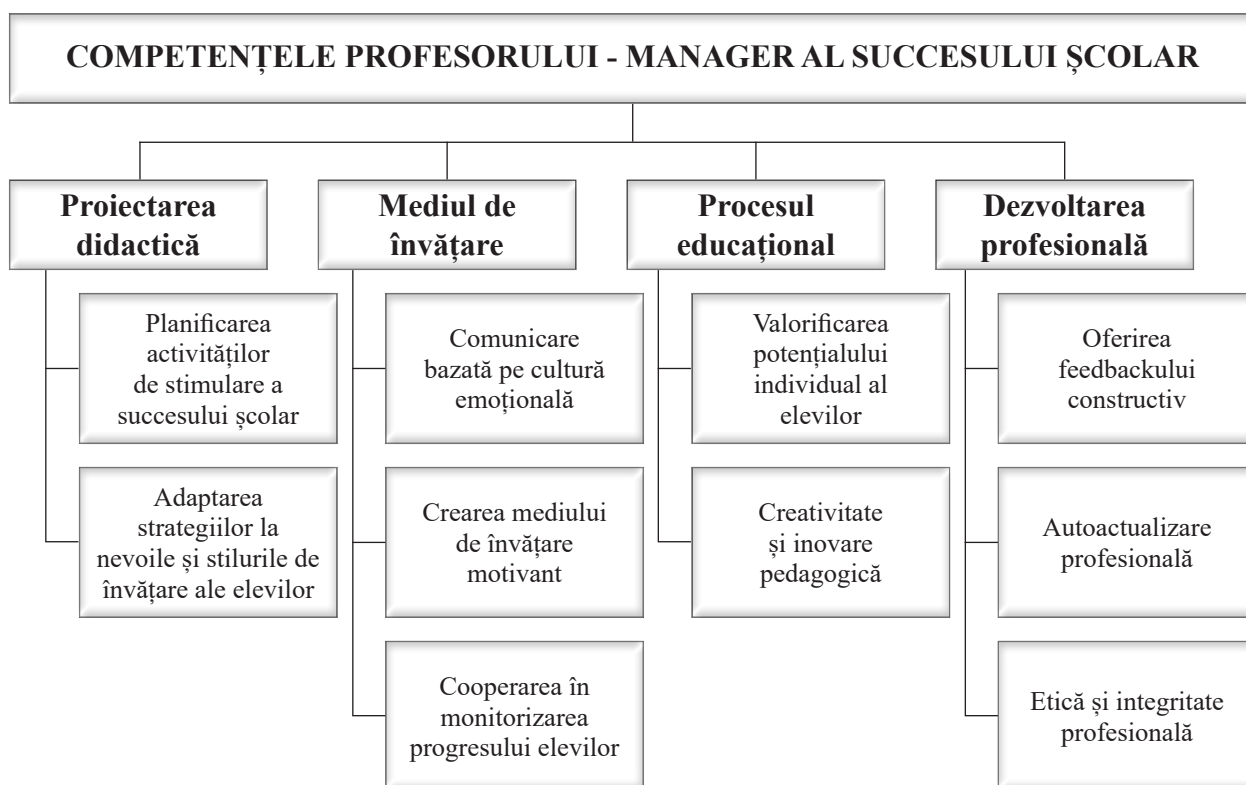 COMPETENȚELE PROFESORULUI - MANAGER AL SUCCESULUI ȘCOLAR
Proiectarea
didactică
Planificarea
activităților
de stimulare a
succesului școlar
Adaptarea
strategiilor la
nevoile și stilurile de
învățare ale elevilor
Mediul de
învățare
Comunicare
bazată pe cultură
emoțională
Crearea mediului
de învățare
motivant
Cooperarea în
monitorizarea
progresului elevilor
Procesul
educațional
Valorificarea
potențialului
individual al
elevilor
Creativitate
și inovare
pedagogică
Dezvoltarea
profesională
Oferirea
feedbackului
constructiv
Autoactualizare
profesională
Etică și integritate
profesională